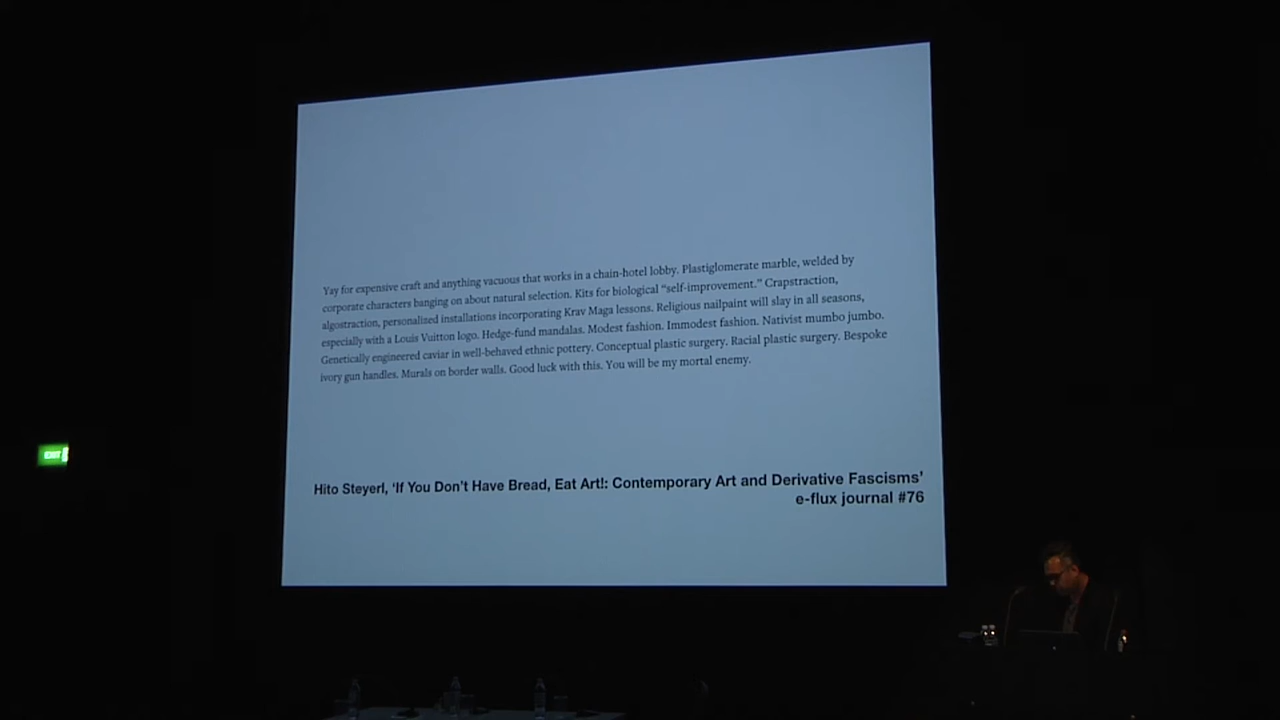 Yay for expensive craft and anything vacuous that works in a chain-hotel lobby. Plastiglomerate marble, welded by
corporate characters banging on about natural selection. Kits for biological “self-improvement.” Crapstraction,
algostraction, personalised installations incorporating Krav Maga lessons. Religious nailpaint will slay in all seasons,
especially with a Louis Vuitton logo. Hedge-fund mandalas. Modest fashion. Immodest fashion. Nativist mumbo jumbo.
Genetically engineered caviar in well-behaved ethnic pottery. Conceptual plastic surgery. Racial plastic surgery. Bespoke
ivory gun handles. Murals on border walls. Good luck with this. You will be my mortal enemy.
Hito Steyerl, ‘If You Don’t Have Bread, Eat Art!: Contemporary Art and Derivative Fascisms’
e-flux journal #76
EXIT